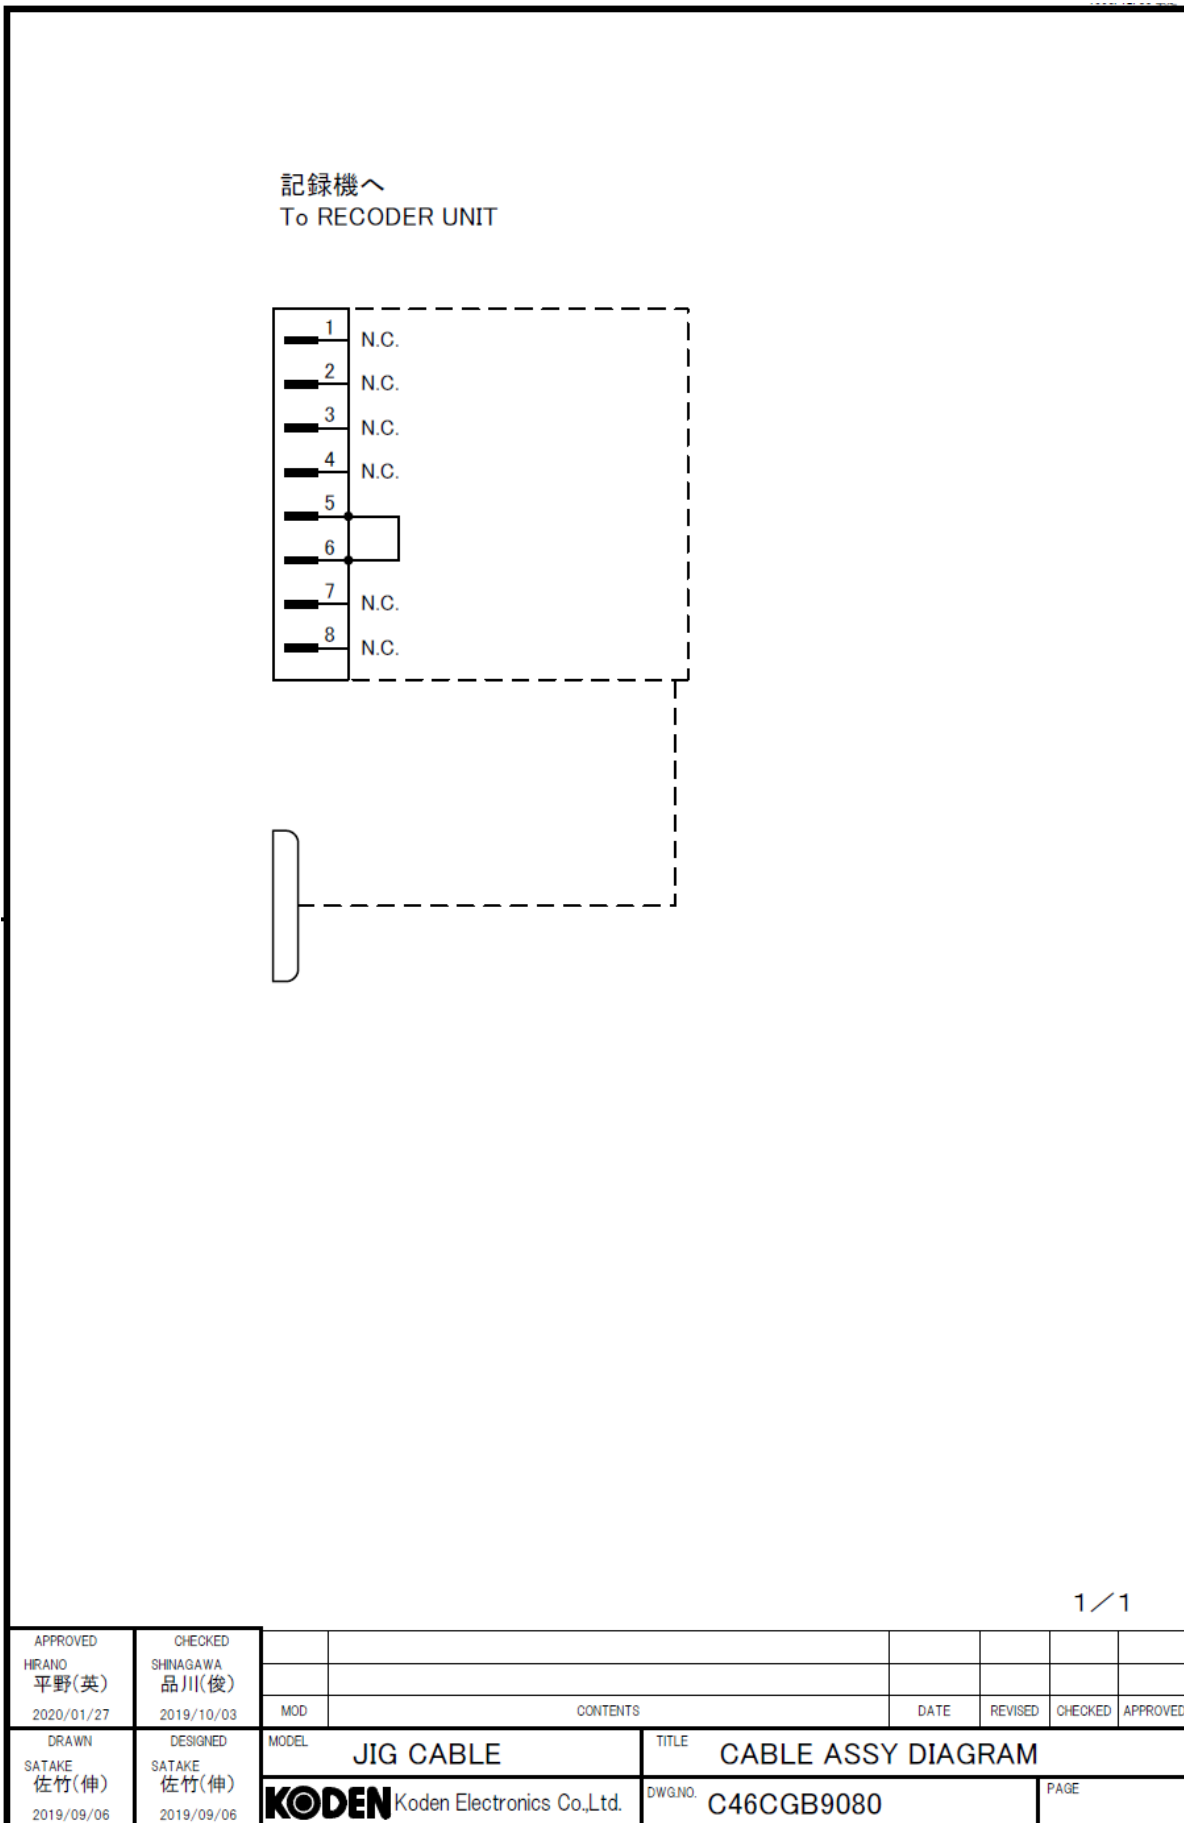 記録機へ
To RECODER UNIT
1 N.C.
2 N.C.
3 N.C.
4 N.C.
5
6
7 N.C.
8 N.C.
1/1
APPROVED
HIRANO
平野(英)
2020/01/27
CHECKED
SHINAGAWA
品川(俊)
2019/10/03
MOD CONTENTS DATE REVISED CHECKED APPROVED
DRAWN
SATAKE
佐竹(伸)
2019/09/06
DESIGNED
SATAKE
佐竹(伸)
2019/09/06
MODEL JIG CABLE
TITLE CABLE ASSY DIAGRAM
KODEN Koden Electronics Co.,Ltd.
DWG.NO. C46CGB9080
PAGE